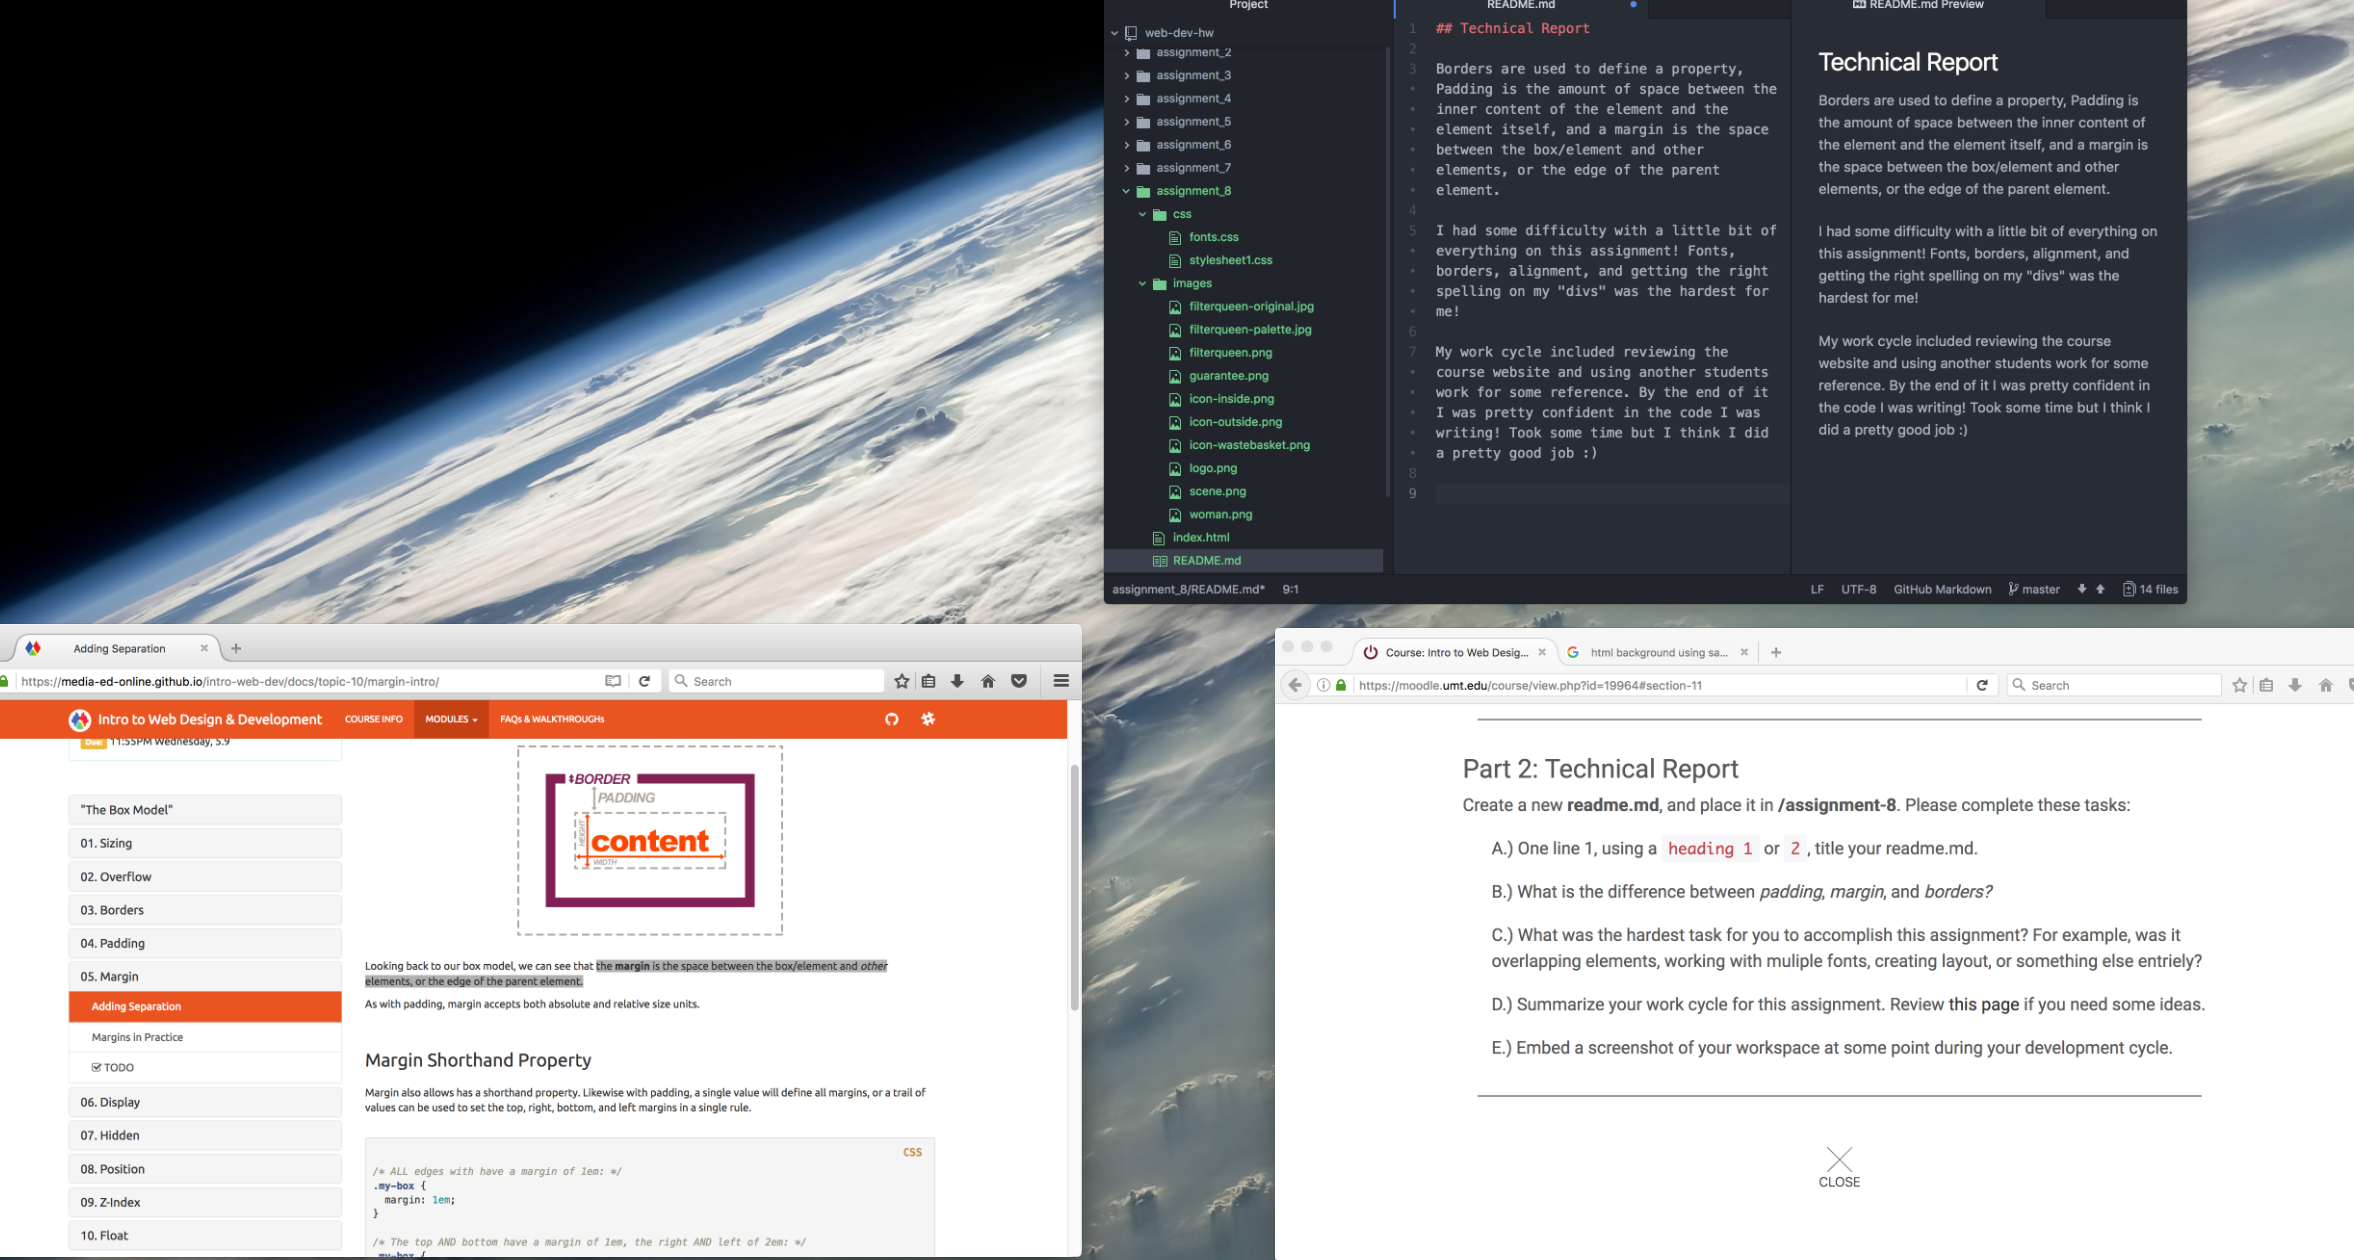 Project
web-dev-hw
assignment_2
assignment_3
assignment_4
assignment_5
assignment_6
assignment_7
assignment_8
css
fonts.css
stylesheet1.css
images
filterqueen-original.jpg
filterqueen-palette.jpg
filterqueen.png
guarantee.png
icon-inside.png
icon-outside.png
icon-wastebasket.png
logo.png
scene.png
woman.png
index.html
README.md
README.md
1 ## Technical Report
2
3 Borders are used to define a property,
Padding is the amount of space between the
inner content of the element and the
element itself, and a margin is the space
between the box/element and other
elements, or the edge of the parent
element.
4
5 I had some difficulty with a little bit of
everything on this assignment! Fonts,
borders, alignment, and getting the right
spelling on my "divs" was the hardest for
me!
6
7 My work cycle included reviewing the
course website and using another students
work for some reference. By the end of it
I was pretty confident in the code I was
writing! Took some time but I think I did
a pretty good job :)
8
9
README.md Preview
Technical Report
Borders are used to define a property, Padding is
the amount of space between the inner content of
the element and the element itself, and a margin is
the space between the box/element and other
elements, or the edge of the parent element.
I had some difficulty with a little bit of everything on
this assignment! Fonts, borders, alignment, and
getting the right spelling on my "divs" was the
hardest for me!
My work cycle included reviewing the course
website and using another students work for some
reference. By the end of it I was pretty confident in
the code I was writing! Took some time but I think I
did a pretty good job :)
assignment_8/README.md* 9:1
LF UTF-8 GitHub Markdown master 14 files
Adding Separation
https://media-ed-online.github.io/intro-web-dev/docs/topic-10/margin-intro/
Search
Intro to Web Design & Development COURSE INFO MODULES FAQs & WALKTHROUGHs
Due: 11:55PM Wednesday, 5.9
"The Box Model"
01. Sizing
02. Overflow
03. Borders
04. Padding
05. Margin
Adding Separation
Margins in Practice
TODO
06. Display
07. Hidden
08. Position
09. Z-Index
10. Float
BORDER
PADDING
HEIGHT
content
WIDTH
Looking back to our box model, we can see that the margin is the space between the box/element and other
elements, or the edge of the parent element.
As with padding, margin accepts both absolute and relative size units.
Margin Shorthand Property
Margin also allows has a shorthand property. Likewise with padding, a single value will define all margins, or a trail of
values can be used to set the top, right, bottom, and left margins in a single rule.
CSS
/* ALL edges with have a margin of 1em: */
.my-box {
margin: 1em;
}
/* The top AND bottom have a margin of 1em, the right AND left of 2em: */
.my-box {
Course: Intro to Web Desig...
html background using sa...
https://moodle.umt.edu/course/view.php?id=19964#section-11
Search
Part 2: Technical Report
Create a new readme.md, and place it in /assignment-8. Please complete these tasks:
A.) One line 1, using a heading 1 or 2, title your readme.md.
B.) What is the difference between padding, margin, and borders?
C.) What was the hardest task for you to accomplish this assignment? For example, was it
overlapping elements, working with muliple fonts, creating layout, or something else entriely?
D.) Summarize your work cycle for this assignment. Review this page if you need some ideas.
E.) Embed a screenshot of your workspace at some point during your development cycle.
CLOSE